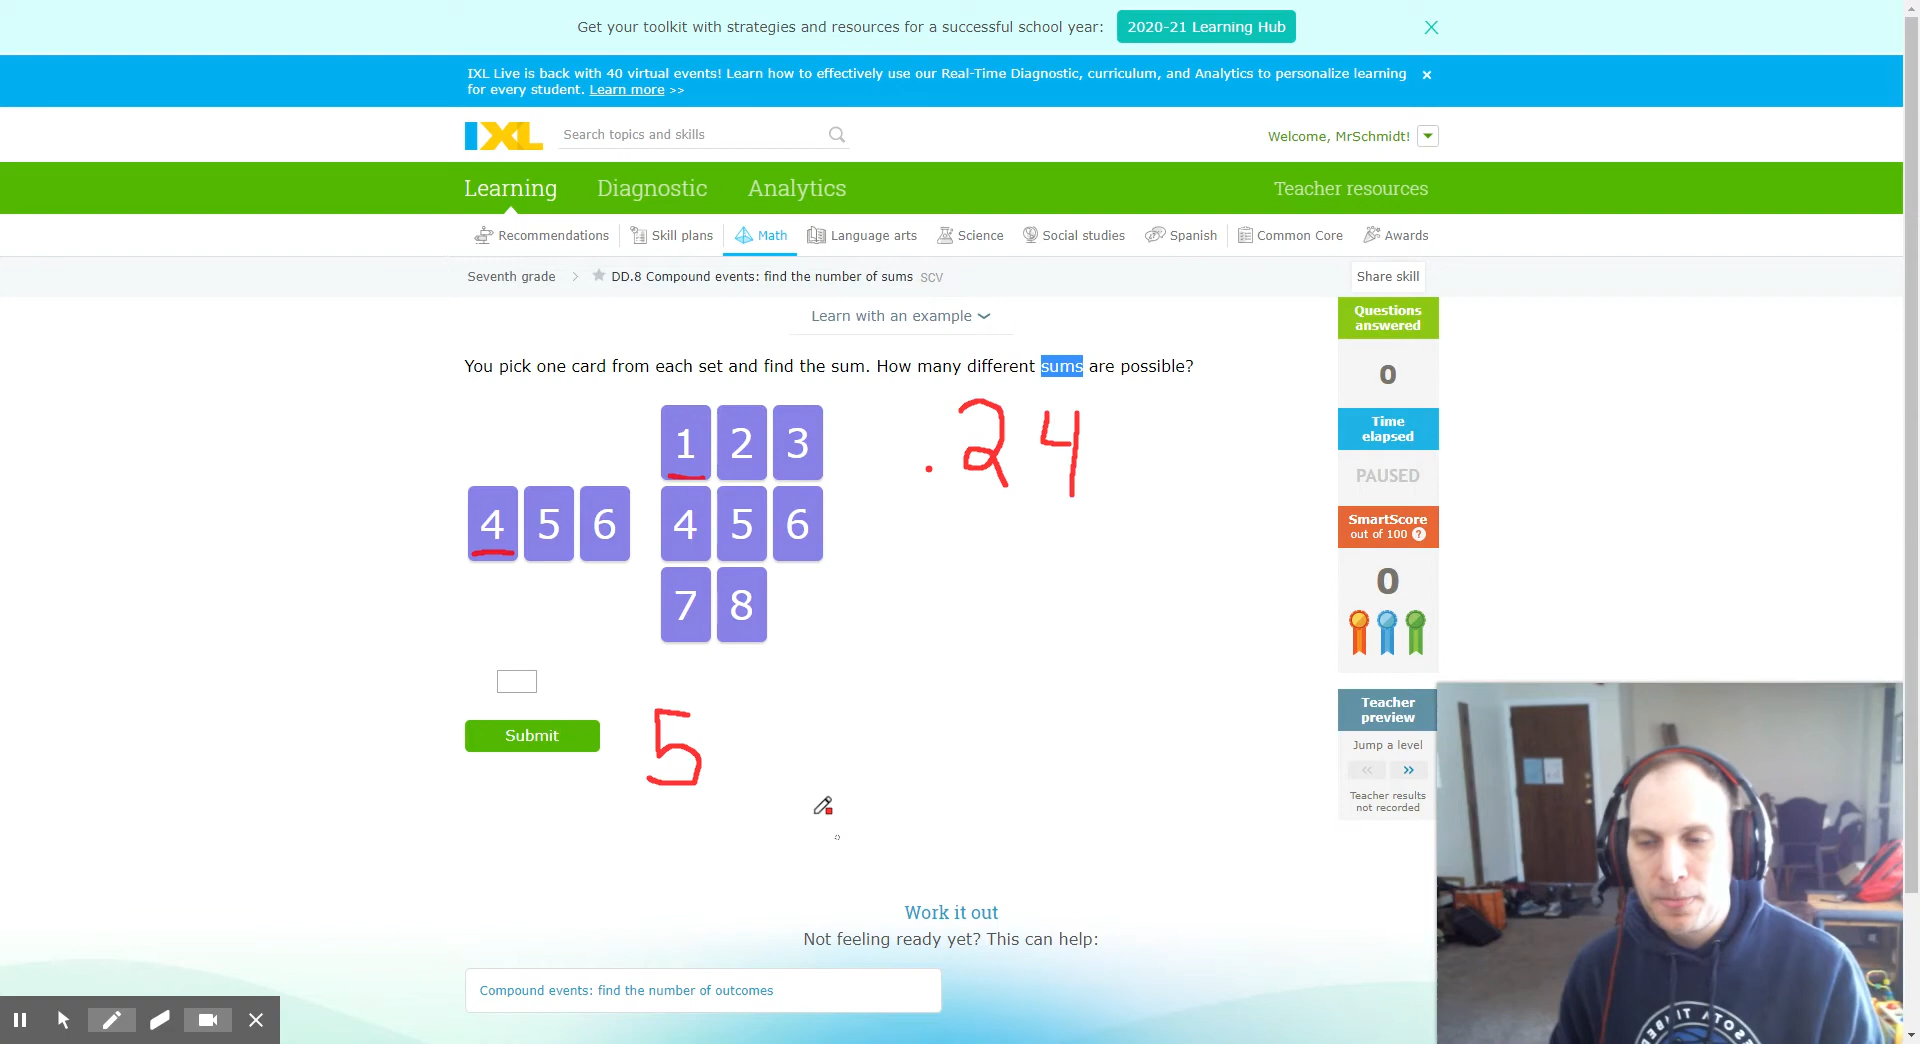 Get your toolkit with strategies and resources for a successful school year: 2020-21 Learning Hub
IXL Live is back with 40 virtual events! Learn how to effectively use our Real-Time Diagnostic, curriculum, and Analytics to personalize learning
for every student. Learn more >>
IXL Search topics and skills Welcome, MrSchmidt!
Learning Diagnostic Analytics Teacher resources
Recommendations Skill plans Math Language arts Science Social studies Spanish Common Core Awards
Seventh grade > DD.8 Compound events: find the number of sums SCV Share skill
Learn with an example
You pick one card from each set and find the sum. How many different sums are possible?
1 2 3
4 5 6 4 5 6
7 8
. 24
Submit
5
Questions
answered
0
Time
elapsed
PAUSED
SmartScore
out of 100 ?
0
Teacher
preview
Jump a level
<< >>
Teacher results
not recorded
Work it out
Not feeling ready yet? This can help:
Compound events: find the number of outcomes